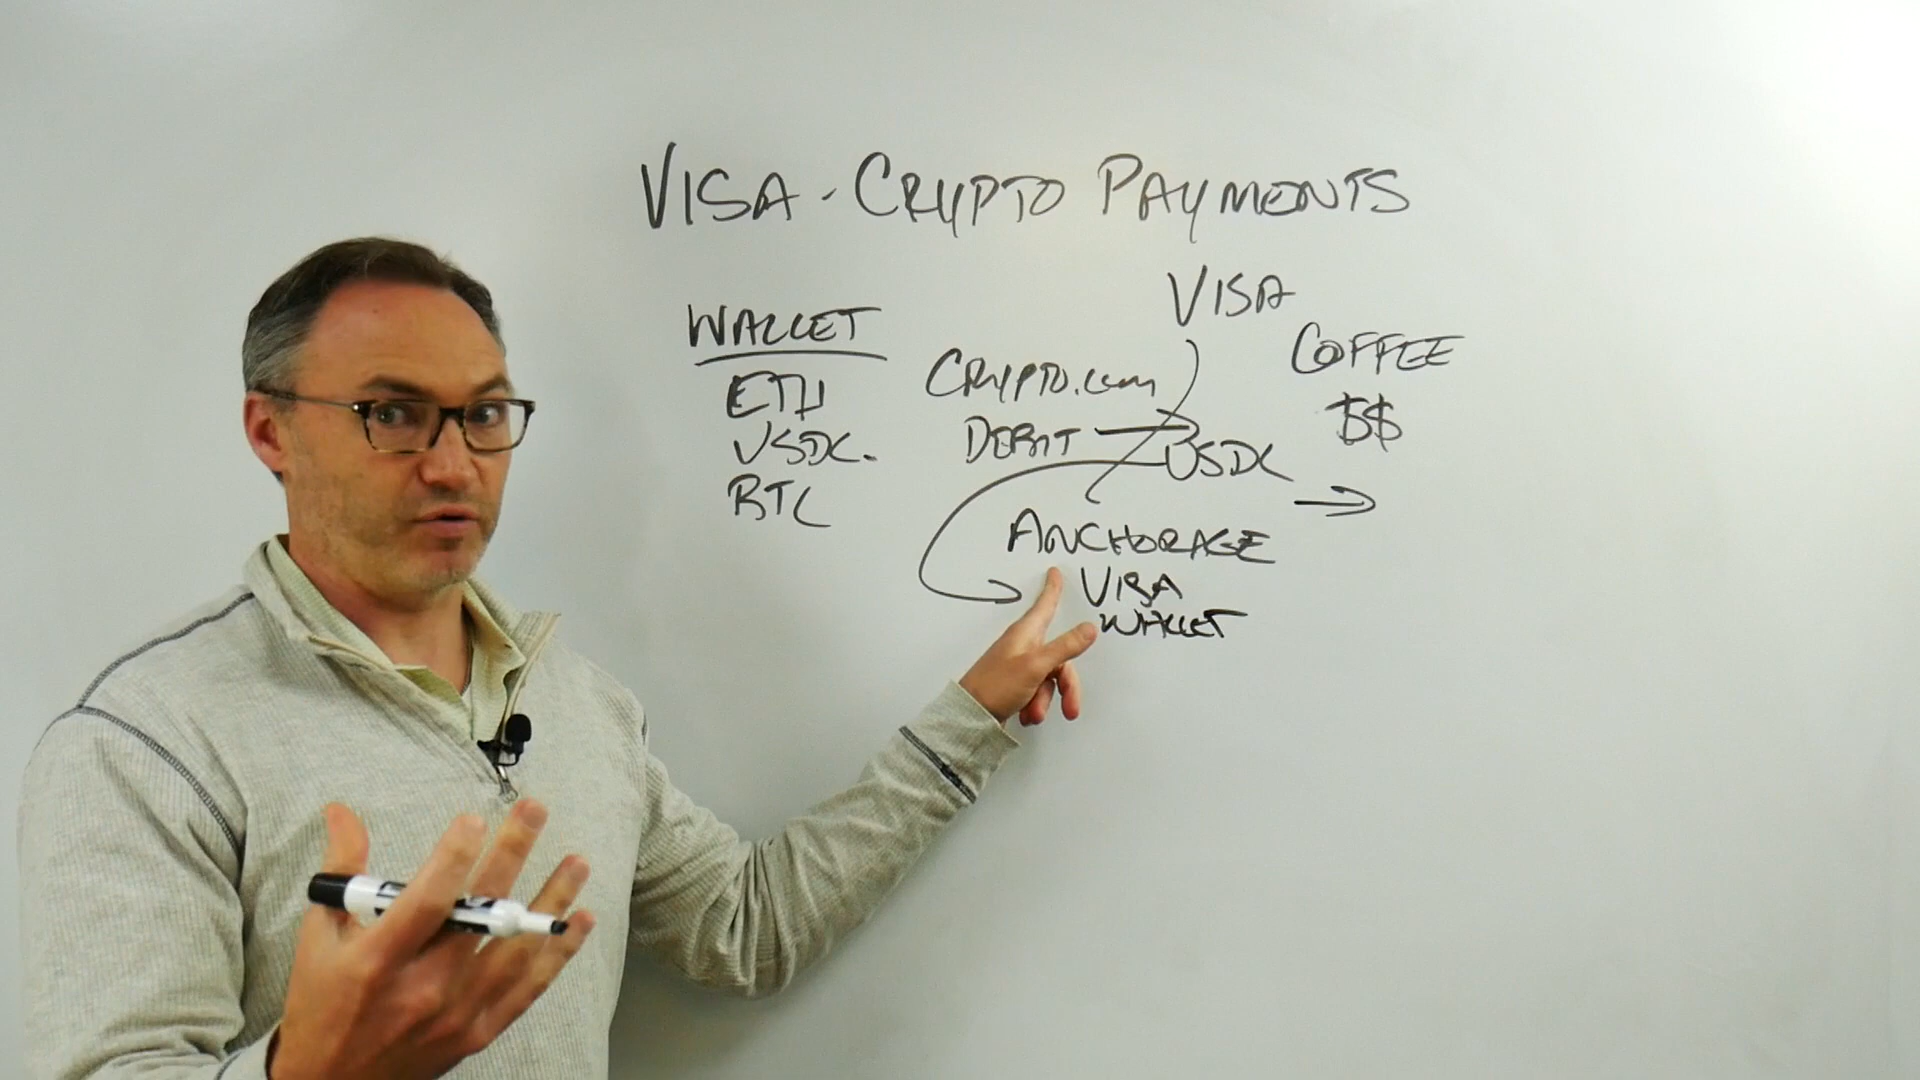 VISA - CRYPTO PAYMENTS
WALLET
ETH
USDC.
BTC
CRYPTO.com
DEBIT
VISA
USDC
COFFEE
$$
ANCHORAGE
VISA
WALLET